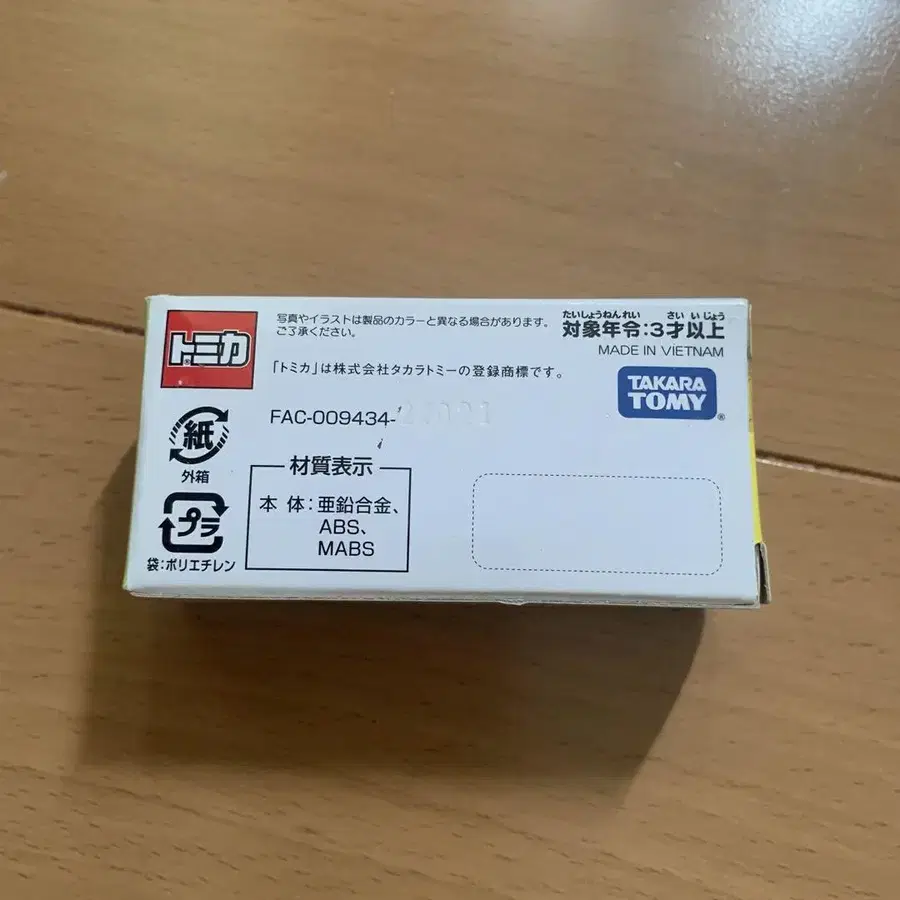 トミカ
写真やイラストは製品のカラーと異なる場合があります。
ご了承ください。
「トミカ」は株式会社タカラトミーの登録商標です。
FAC-009434-
たいしょうねんれい さい いじょう
対象年令:3才以上
MADE IN VIETNAM
TAKARA
TOMY
紙
外箱
プラ
袋:ポリエチレン
材質表示
本 体:亜鉛合金、
ABS、
MABS